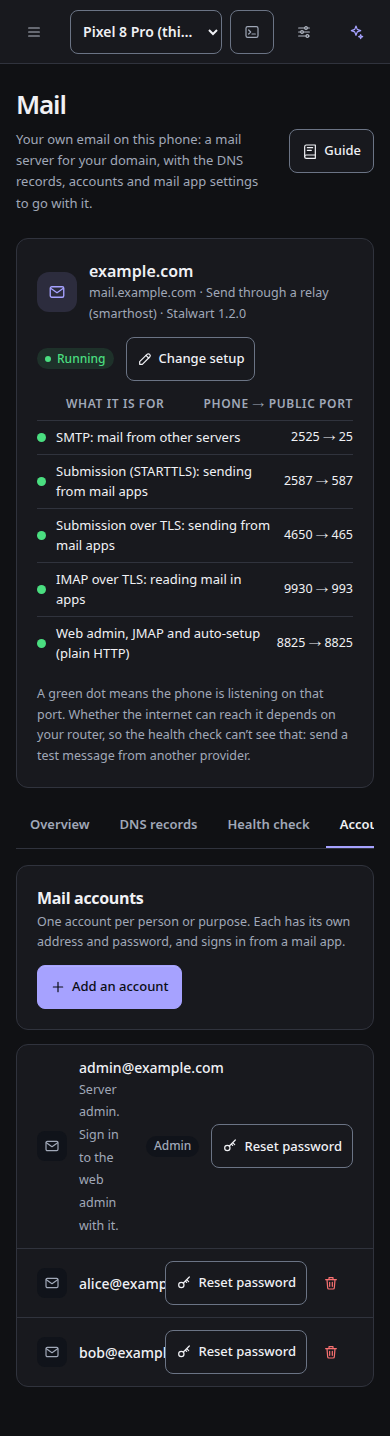 Pixel 8 Pro (thi...
Mail
Your own email on this phone: a mail
server for your domain, with the DNS
records, accounts and mail app settings
to go with it.
Guide
example.com
mail.example.com · Send through a relay
(smarthost) · Stalwart 1.2.0
Running
Change setup
WHAT IT IS FOR PHONE → PUBLIC PORT
SMTP: mail from other servers 2525 → 25
Submission (STARTTLS): sending
from mail apps 2587 → 587
Submission over TLS: sending from
mail apps 4650 → 465
IMAP over TLS: reading mail in
apps 9930 → 993
Web admin, JMAP and auto-setup
(plain HTTP) 8825 → 8825
A green dot means the phone is listening on that
port. Whether the internet can reach it depends on
your router, so the health check can’t see that: send a
test message from another provider.
Overview DNS records Health check Accou
Mail accounts
One account per person or purpose. Each has its own
address and password, and signs in from a mail app.
Add an account
admin@example.com
Server
admin.
Sign in
to the
web
admin
with it.
Admin
Reset password
alice@examp Reset password
bob@exampl Reset password